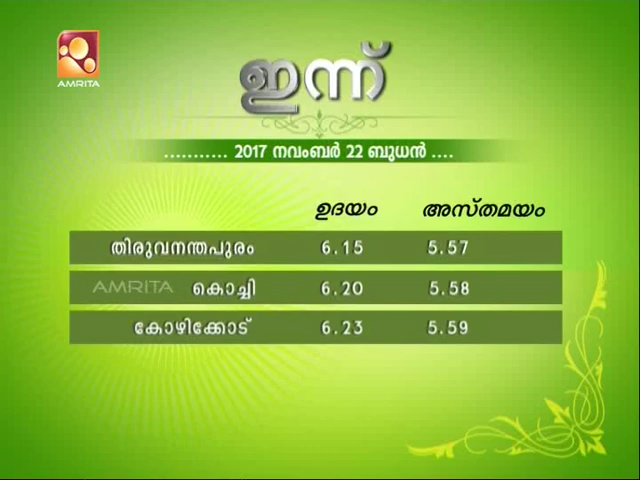 AMRITA
ഇന്ന്
........... 2017 നവംബർ 22 ബുധൻ ....
ഉദയം അസ്തമയം
തിരുവനന്തപുരം 6.15 5.57
AMRITA കൊച്ചി 6.20 5.58
കോഴിക്കോട് 6.23 5.59